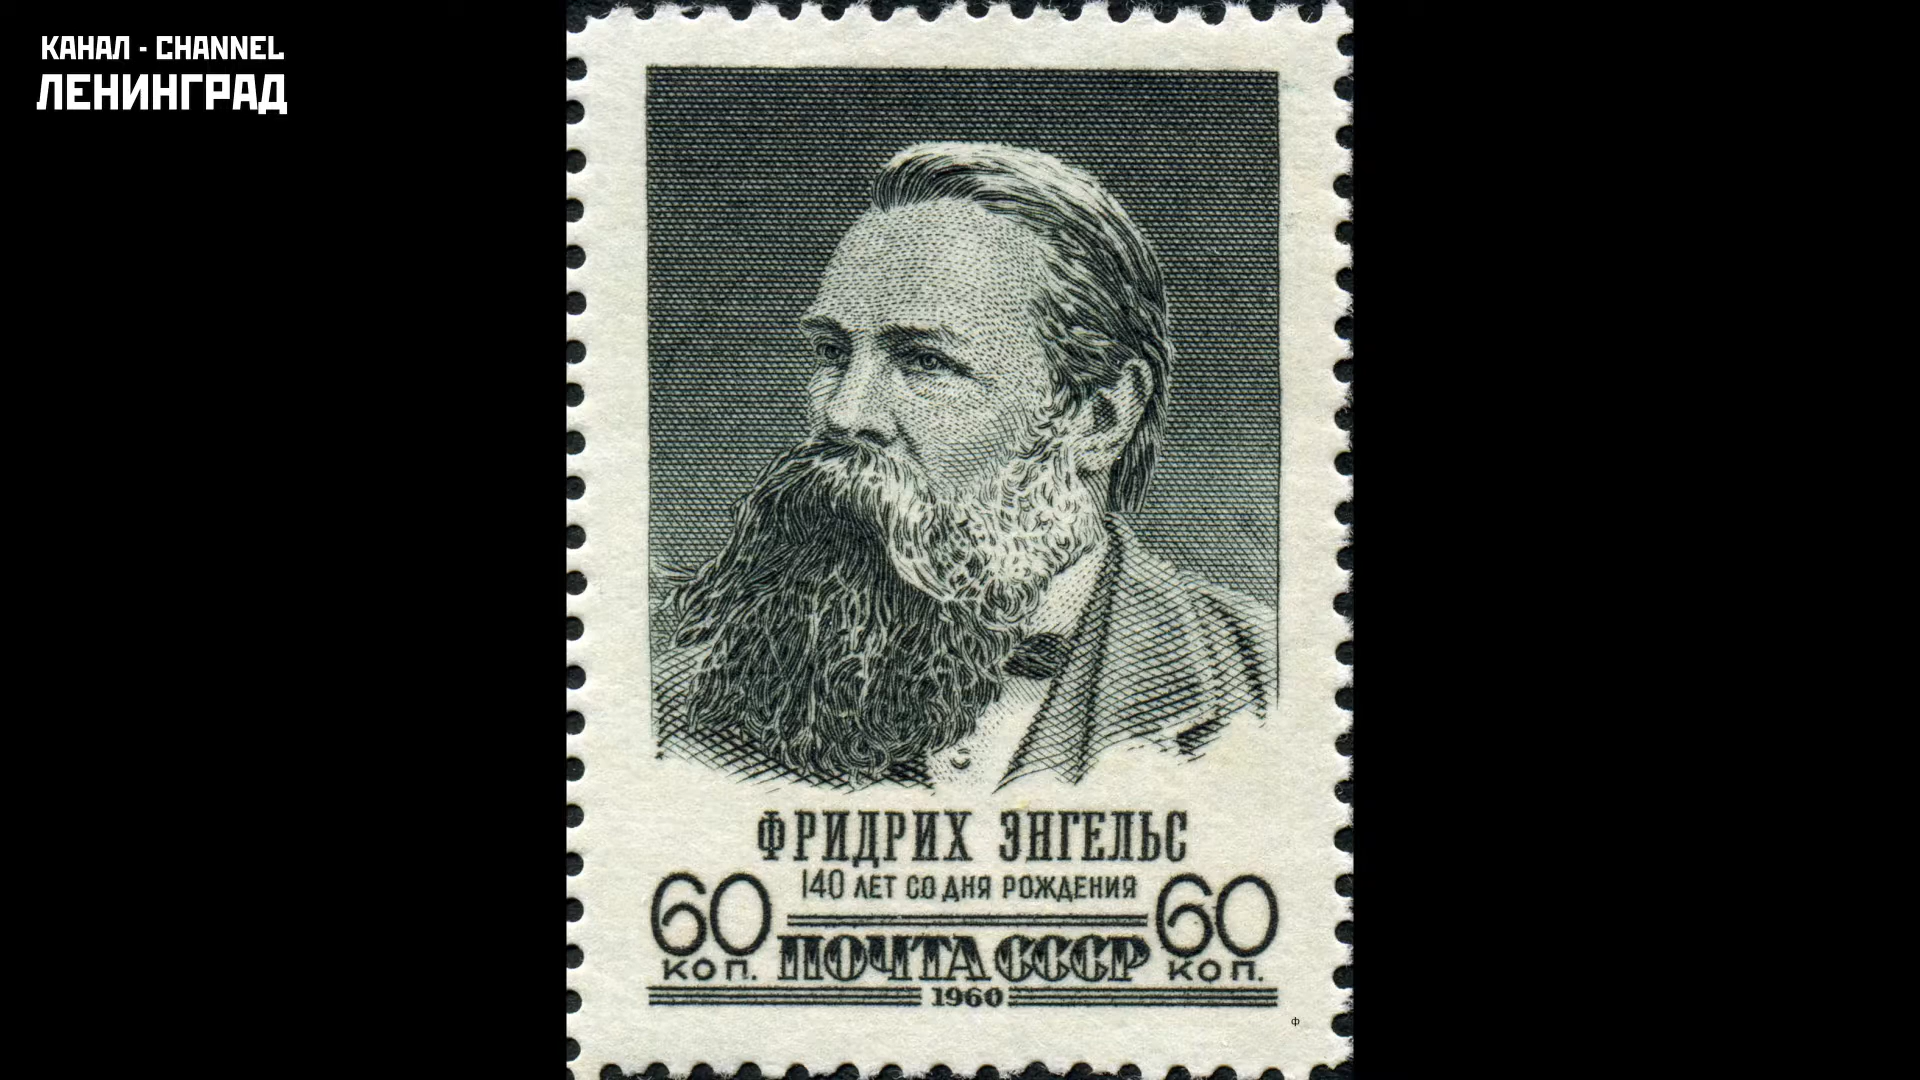 КАНАЛ - CHANNEL
ЛЕНИНГРАД
ФРИДРИХ ЭНГЕЛЬС
140 ЛЕТ СО ДНЯ РОЖДЕНИЯ
60 КОП.
ПОЧТА СССР
60 КОП.
1960
ф